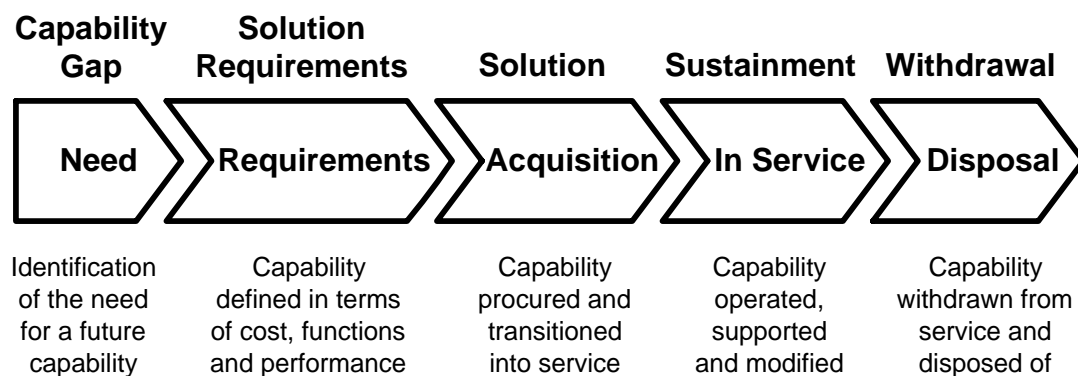 Capability
Gap
Solution
Requirements
Solution
Sustainment
Withdrawal
Need
Requirements
Acquisition
In Service
Disposal
Identification
of the need
for a future
capability
Capability
defined in terms
of cost, functions
and performance
Capability
procured and
transitioned
into service
Capability
operated,
supported
and modified
Capability
withdrawn from
service and
disposed of